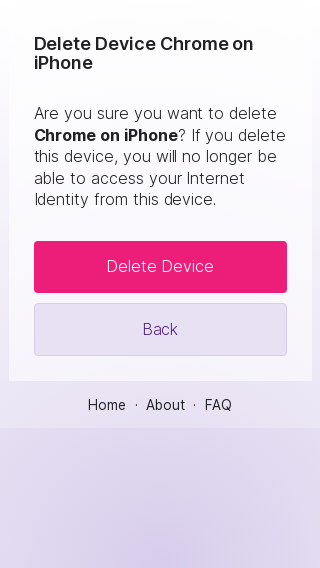 Delete Device Chrome on
iPhone
Are you sure you want to delete
Chrome on iPhone? If you delete
this device, you will no longer be
able to access your Internet
Identity from this device.
Delete Device
Back
Home · About · FAQ